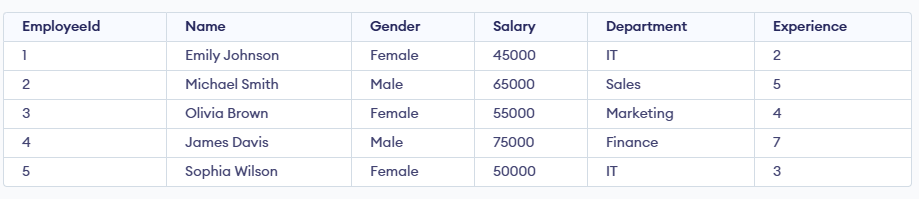 EmployeeId Name Gender Salary Department Experience
1 Emily Johnson Female 45000 IT 2
2 Michael Smith Male 65000 Sales 5
3 Olivia Brown Female 55000 Marketing 4
4 James Davis Male 75000 Finance 7
5 Sophia Wilson Female 50000 IT 3